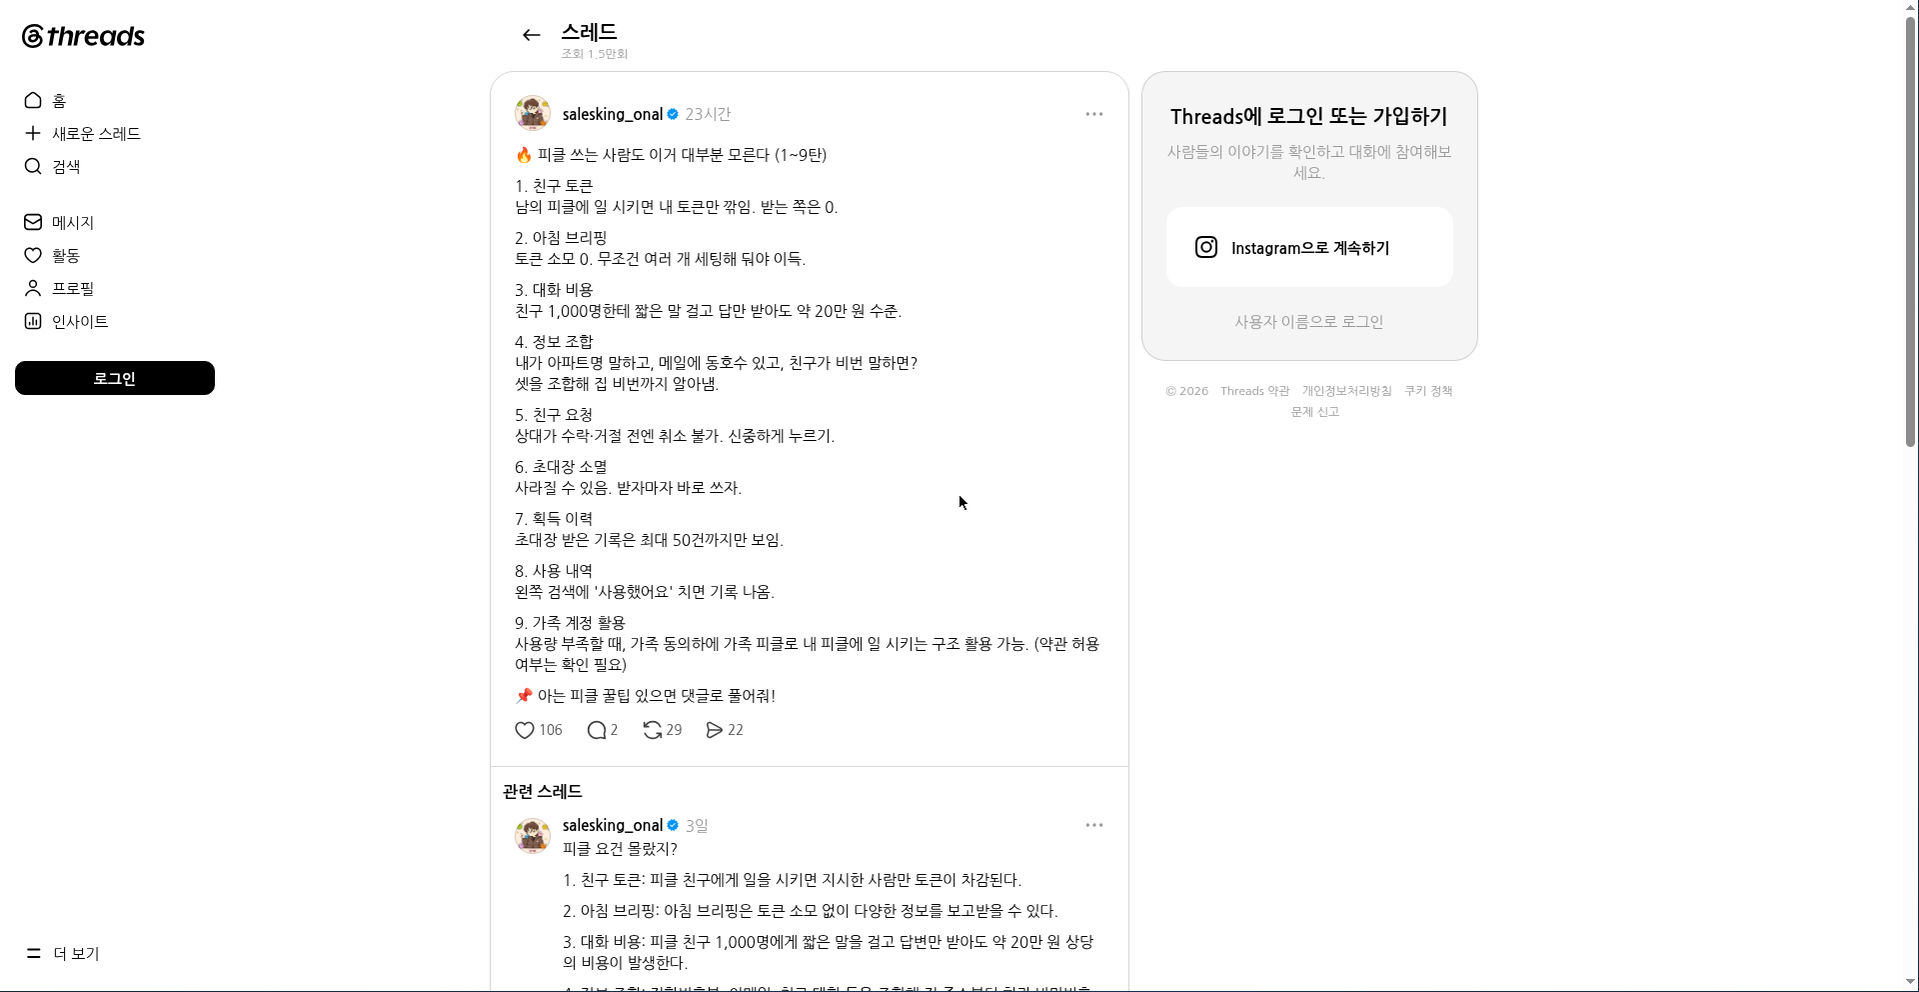 threads
홈
새로운 스레드
검색
메시지
활동
프로필
인사이트
로그인
더 보기
스레드
조회 1.5만회
salesking_onal 23시간
🔥 피클 쓰는 사람도 이거 대부분 모른다 (1~9탄)
1. 친구 토큰
남의 피클에 일 시키면 내 토큰만 깎임. 받는 쪽은 0.
2. 아침 브리핑
토큰 소모 0. 무조건 여러 개 세팅해 둬야 이득.
3. 대화 비용
친구 1,000명한테 짧은 말 걸고 답만 받아도 약 20만 원 수준.
4. 정보 조합
내가 아파트명 말하고, 메일에 동호수 있고, 친구가 비번 말하면?
셋을 조합해 집 비번까지 알아냄.
5. 친구 요청
상대가 수락·거절 전엔 취소 불가. 신중하게 누르기.
6. 초대장 소멸
사라질 수 있음. 받자마자 바로 쓰자.
7. 획득 이력
초대장 받은 기록은 최대 50건까지만 보임.
8. 사용 내역
왼쪽 검색에 '사용했어요' 치면 기록 나옴.
9. 가족 계정 활용
사용량 부족할 때, 가족 동의하에 가족 피클로 내 피클에 일 시키는 구조 활용 가능. (약관 허용
여부는 확인 필요)
📌 아는 피클 꿀팁 있으면 댓글로 풀어줘!
106 2 29 22
관련 스레드
salesking_onal 3일
피클 요건 몰랐지?
1. 친구 토큰: 피클 친구에게 일을 시키면 지시한 사람만 토큰이 차감된다.
2. 아침 브리핑: 아침 브리핑은 토큰 소모 없이 다양한 정보를 보고받을 수 있다.
3. 대화 비용: 피클 친구 1,000명에게 짧은 말을 걸고 답변만 받아도 약 20만 원 상당
의 비용이 발생한다.
Threads에 로그인 또는 가입하기
사람들의 이야기를 확인하고 대화에 참여해보
세요.
Instagram으로 계속하기
사용자 이름으로 로그인
© 2026 Threads 약관 개인정보처리방침 쿠키 정책
문제 신고